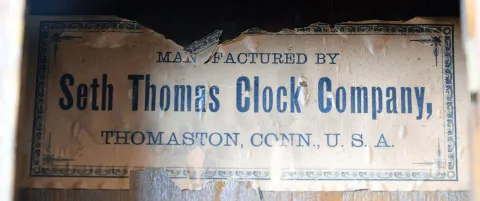 MANUFACTURED BY
Seth Thomas Clock Company,
THOMASTON, CONN., U. S. A.